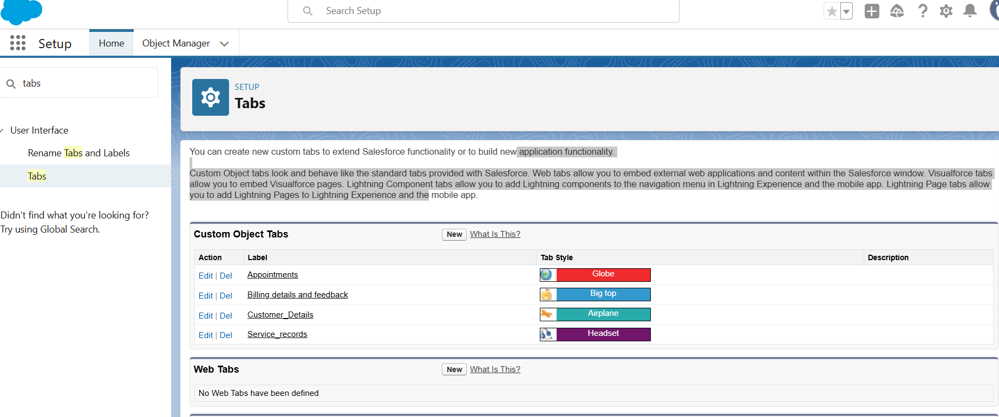 Search Setup
Setup
Home
Object Manager
tabs
User Interface
Rename Tabs and Labels
Tabs
Didn't find what you're looking for?
Try using Global Search.
SETUP
Tabs
You can create new custom tabs to extend Salesforce functionality or to build new application functionality.
Custom Object tabs look and behave like the standard tabs provided with Salesforce. Web tabs allow you to embed external web applications and content within the Salesforce window. Visualforce tabs
allow you to embed Visualforce pages. Lightning Component tabs allow you to add Lightning components to the navigation menu in Lightning Experience and the mobile app. Lightning Page tabs allow
you to add Lightning Pages to Lightning Experience and the mobile app.
Custom Object Tabs New What Is This?
Action Label Tab Style Description
Edit | Del Appointments Globe
Edit | Del Billing details and feedback Big top
Edit | Del Customer_Details Airplane
Edit | Del Service_records Headset
Web Tabs New What Is This?
No Web Tabs have been defined